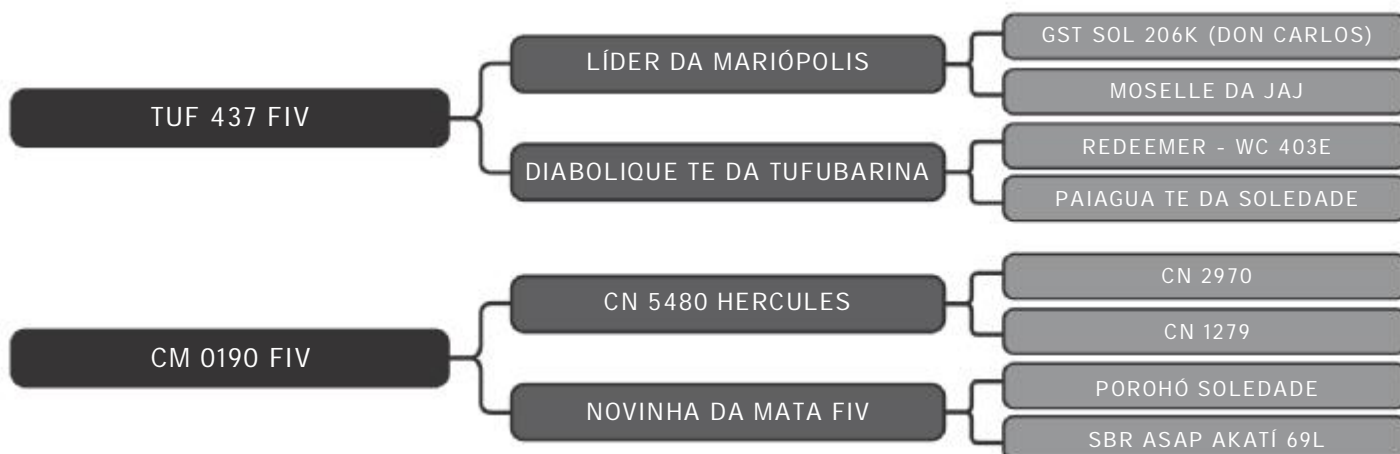 TUF 437 FIV
LÍDER DA MARIÓPOLIS
GST SOL 206K (DON CARLOS)
MOSELLE DA JAJ
DIABOLIQUE TE DA TUFUBARINA
REDEEMER - WC 403E
PAIAGUA TE DA SOLEDADE
CM 0190 FIV
CN 5480 HERCULES
CN 2970
CN 1279
NOVINHA DA MATA FIV
POROHÓ SOLEDADE
SBR ASAP AKATÍ 69L